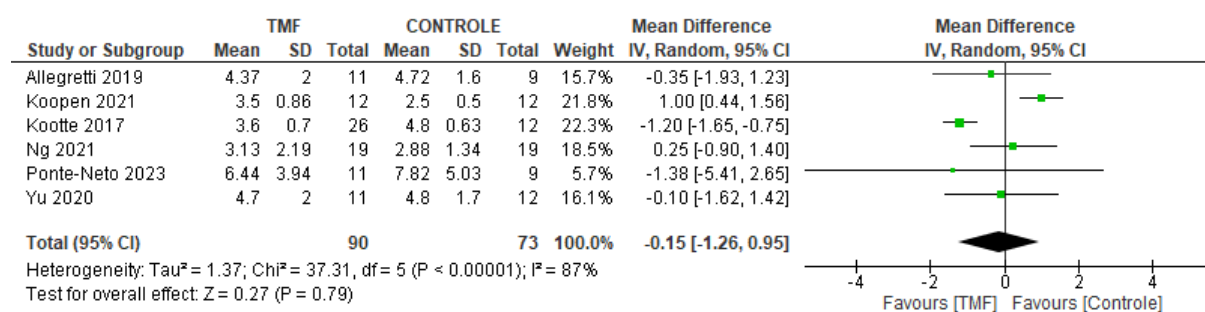 TMF CONTROLE Mean Difference Mean Difference
Study or Subgroup Mean SD Total Mean SD Total Weight IV, Random, 95% CI IV, Random, 95% CI
Allegretti 2019 4.37 2 11 4.72 1.6 9 15.7% -0.35 [-1.93, 1.23]
Koopen 2021 3.5 0.86 12 2.5 0.5 12 21.8% 1.00 [0.44, 1.56]
Kootte 2017 3.6 0.7 26 4.8 0.63 12 22.3% -1.20 [-1.65, -0.75]
Ng 2021 3.13 2.19 19 2.88 1.34 19 18.5% 0.25 [-0.90, 1.40]
Ponte-Neto 2023 6.44 3.94 11 7.82 5.03 9 5.7% -1.38 [-5.41, 2.65]
Yu 2020 4.7 2 11 4.8 1.7 12 16.1% -0.10 [-1.62, 1.42]
Total (95% CI) 90 73 100.0% -0.15 [-1.26, 0.95]
Heterogeneity: Tau² = 1.37; Chi² = 37.31, df = 5 (P < 0.00001); I² = 87%
Test for overall effect: Z = 0.27 (P = 0.79)
-4 -2 0 2 4
Favours [TMF] Favours [Controle]